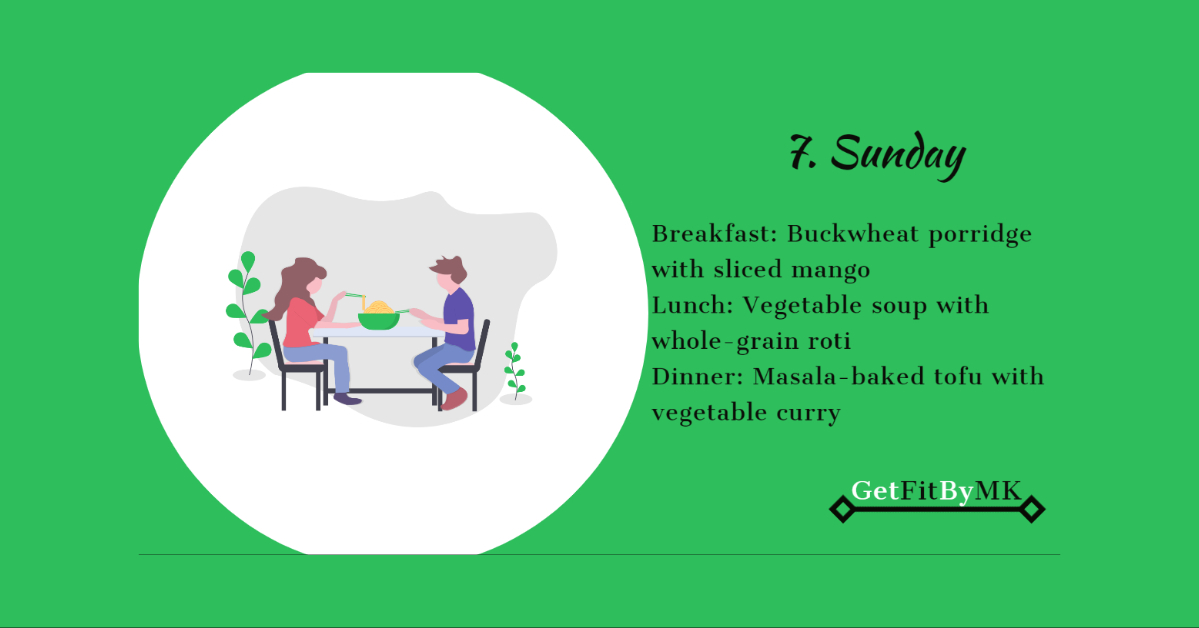 7. Sunday
Breakfast: Buckwheat porridge
with sliced mango
Lunch: Vegetable soup with
whole-grain roti
Dinner: Masala-baked tofu with
vegetable curry
GetFitByMK